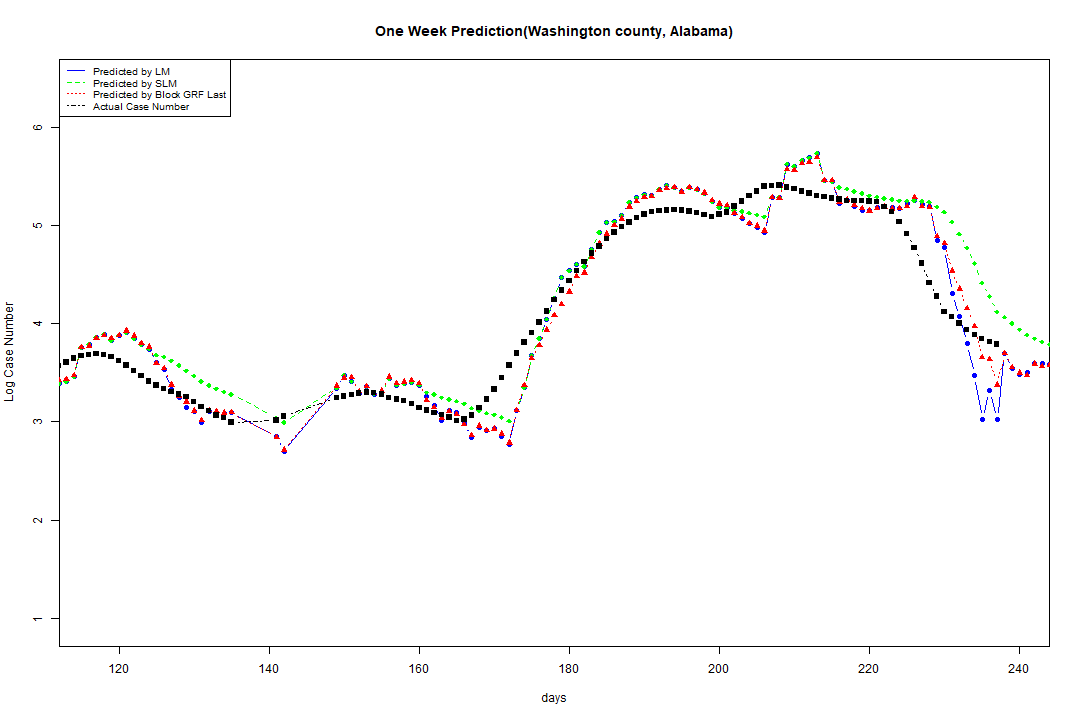 One Week Prediction(Washington county, Alabama)
Predicted by LM
Predicted by SLM
Predicted by Block GRF Last
Actual Case Number
6
5
4
3
2
1
Log Case Number
120 140 160 180 200 220 240
days